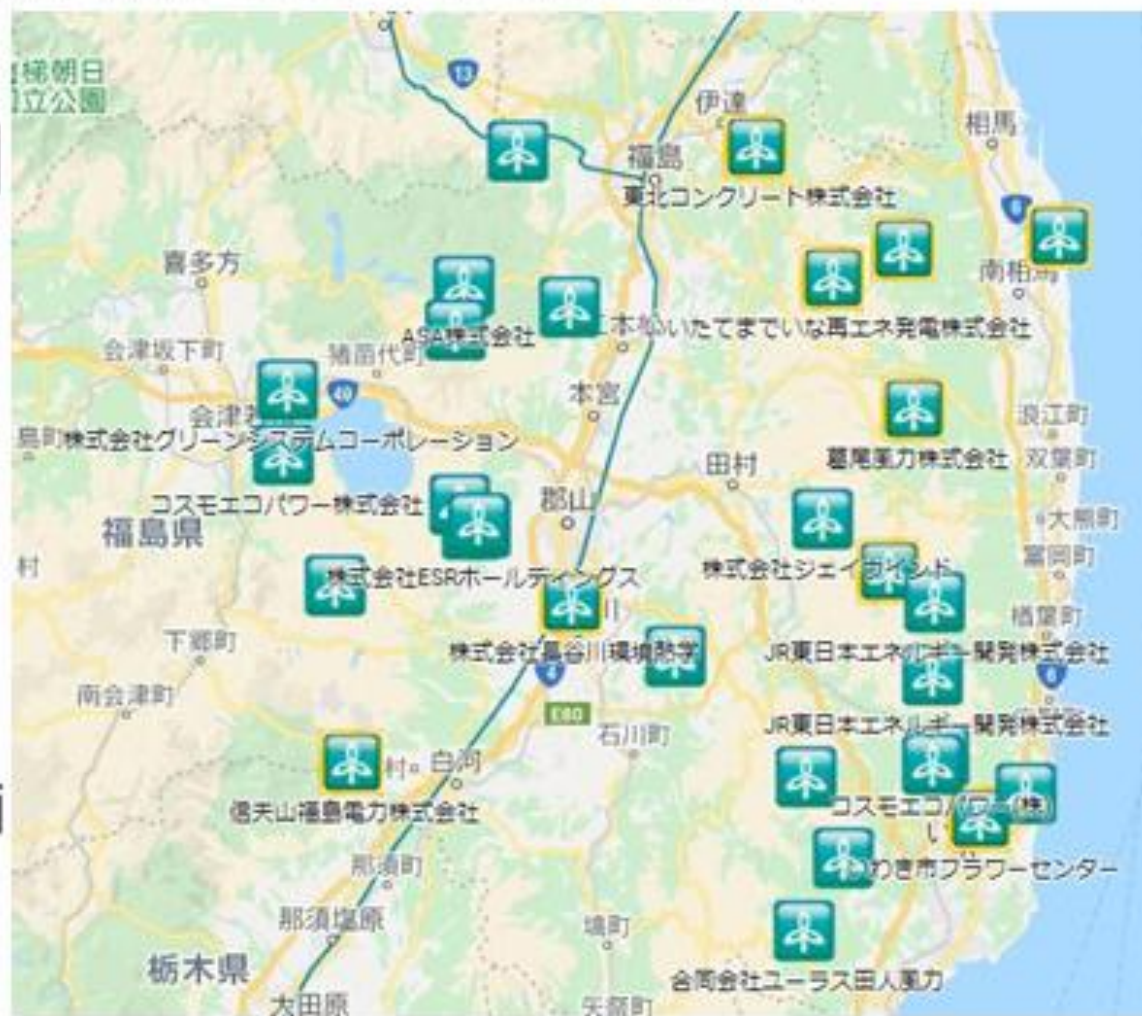 梯朝日
立公園
13
伊達
相馬
福島
東北コンクリート株式会社
6
喜多方
南相馬
いいたてまでいな再エネ発電株式会社
ASA株式会社
会津坂下町
猪苗代町
49
本宮
浪江町
島町
株式会社グリーンシステムコーポレーション
田村
葛尾風力株式会社
双葉町
コスモエコパワー株式会社
郡山
大熊町
福島県
富岡町
村
株式会社ESRホールディングス
株式会社ジェイウインド
川
楢葉町
下郷町
株式会社長谷川環境熱学
JR東日本エネルギー開発株式会社
4
6
南会津町
E80
石川町
JR東日本エネルギー開発株式会社
村
白河
信夫山福島電力株式会社
コスモエコパワー(株)
い
わき市フラワーセンター
那須町
那須塩原
塙町
栃木県
合同会社ユーラス田人風力
大田原
矢祭町